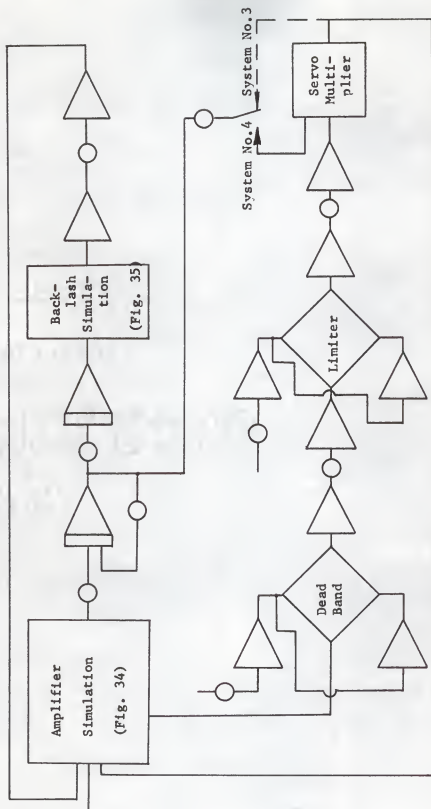 Amplifier
Simulation
(Fig. 34)
Back-
lash
Simula-
tion
(Fig. 35)
System No.4
System No.3
Servo
Multi-
plier
Dead
Band
Limiter